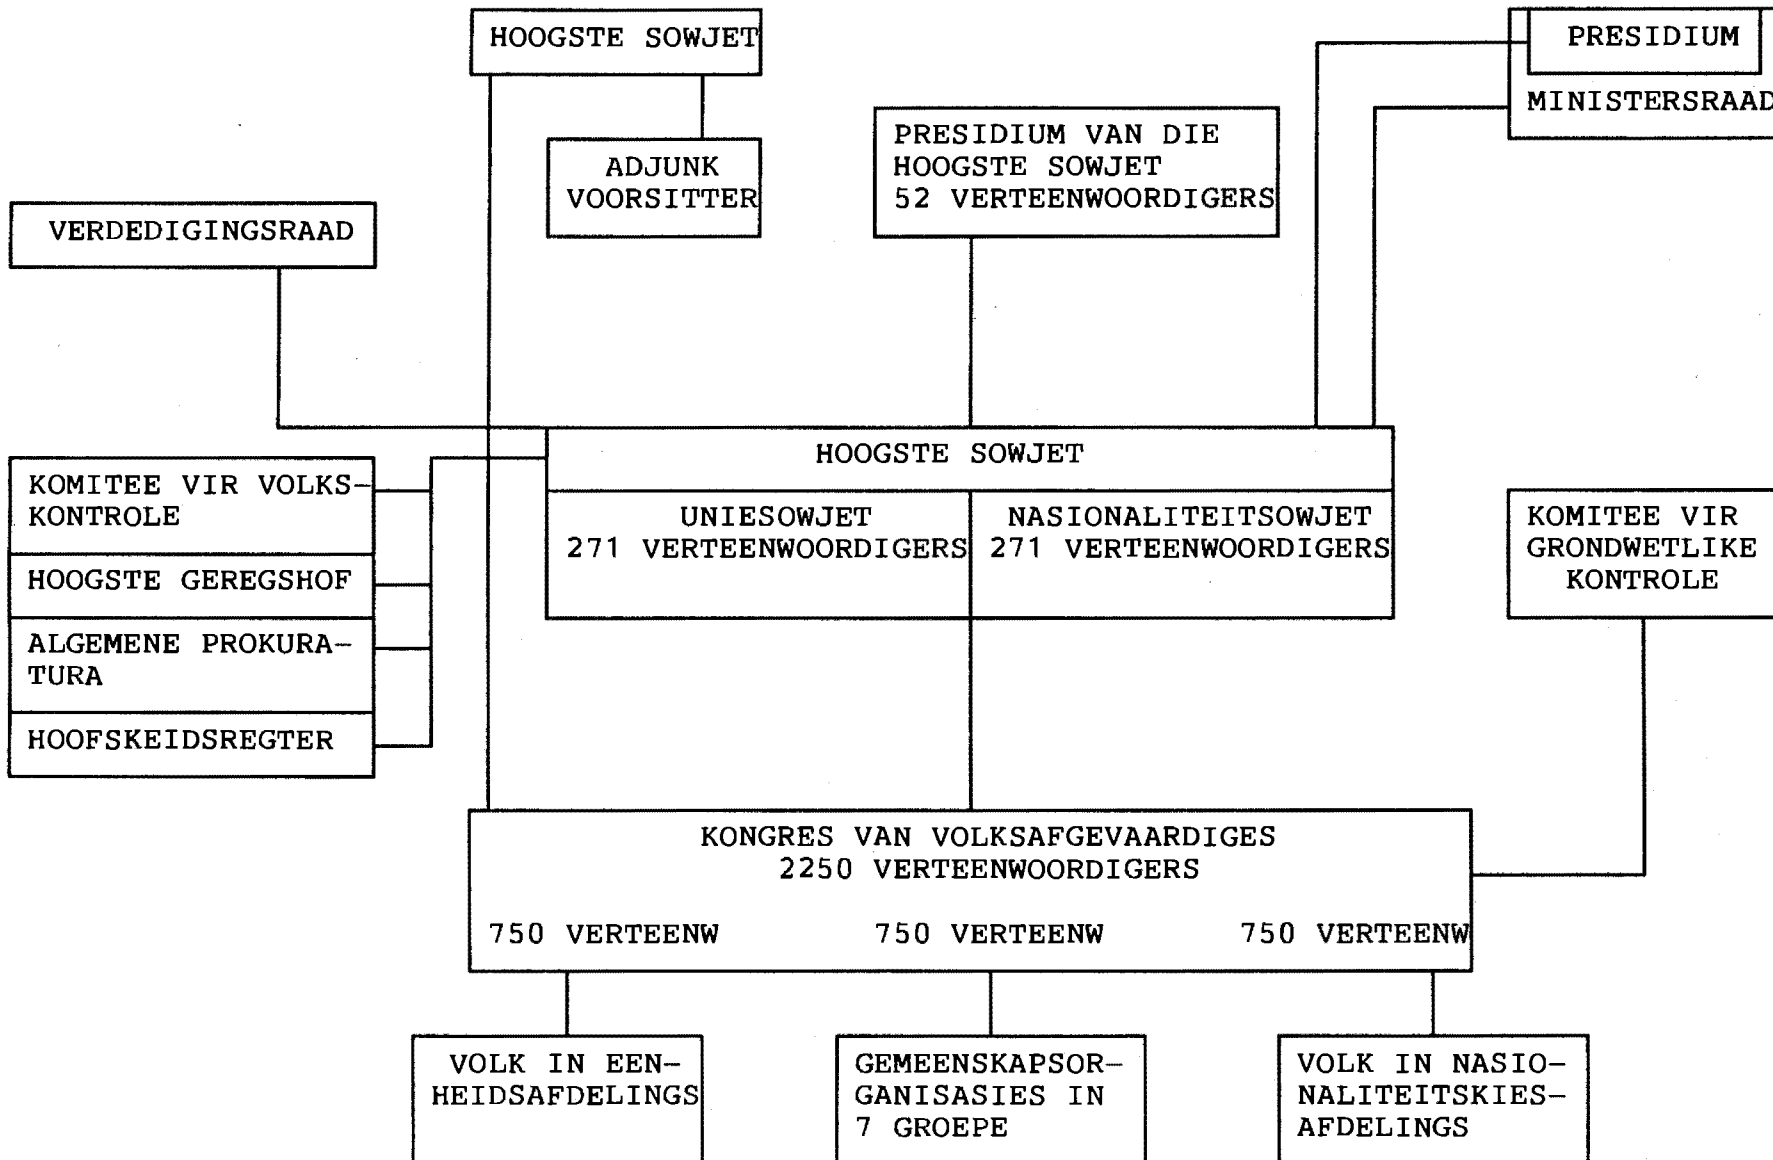 HOOGSTE SOWJET
PRESIDIUM
MINISTERSRAAD
ADJUNK
VOORSITTER
PRESIDIUM VAN DIE
HOOGSTE SOWJET
52 VERTEENWOORDIGERS
VERDEDIGINGSRAAD
HOOGSTE SOWJET
UNIESOWJET
271 VERTEENWOORDIGERS
NASIONALITEITSOWJET
271 VERTEENWOORDIGERS
KOMITEE VIR VOLKS-
KONTROLE
HOOGSTE GEREGSHOF
ALGEMENE PROKURA-
TURA
HOOFSKEIDSREGTER
KOMITEE VIR
GRONDWETLIKE
KONTROLE
KONGRES VAN VOLKSAFGEVAARDIGES
2250 VERTEENWOORDIGERS
750 VERTEENW 750 VERTEENW 750 VERTEENW
VOLK IN EEN-
HEIDSAFDELINGS
GEMEENSKAPSOR-
GANISASIES IN
7 GROEPE
VOLK IN NASIO-
NALITEITSKIES-
AFDELINGS